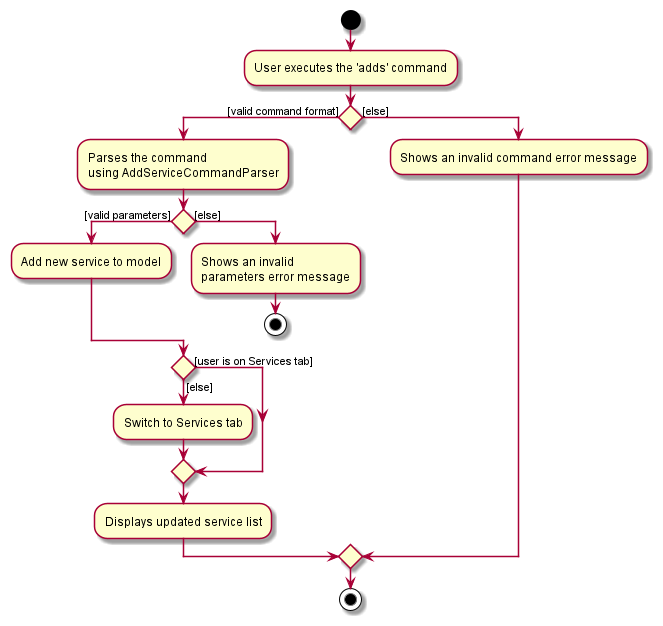 User executes the 'adds' command
[valid command format]
[else]
Parses the command
using AddServiceCommandParser
Shows an invalid command error message
[valid parameters]
[else]
Add new service to model
Shows an invalid
parameters error message
[user is on Services tab]
[else]
Switch to Services tab
Displays updated service list